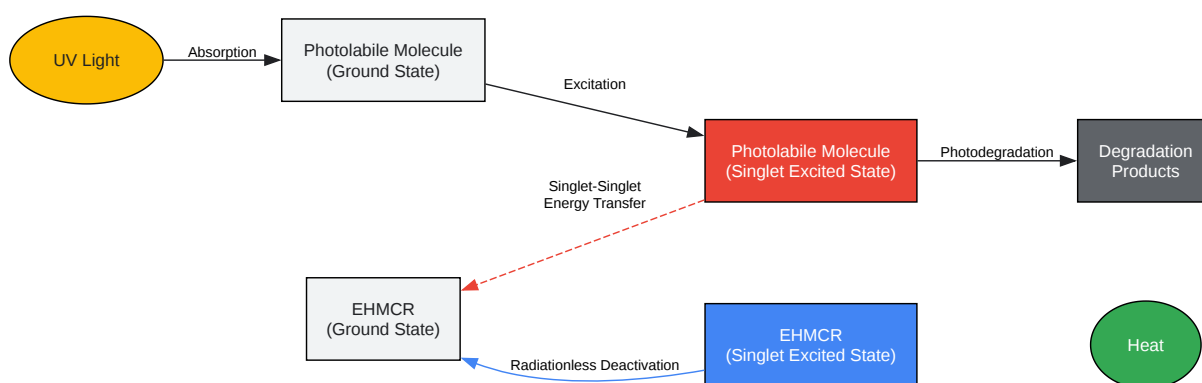 UV Light
Absorption
Photolabile Molecule
(Ground State)
Excitation
Photolabile Molecule
(Singlet Excited State)
Photodegradation
Degradation
Products
Singlet-Singlet
Energy Transfer
EHMCR
(Ground State)
Radiationless Deactivation
EHMCR
(Singlet Excited State)
Heat